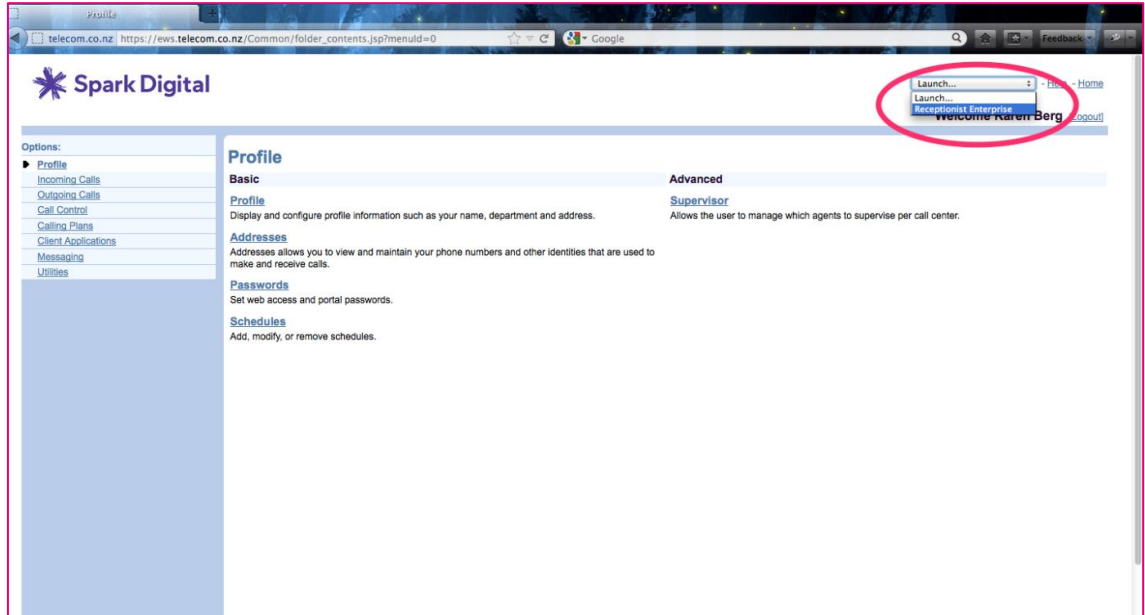 Profile
telecom.co.nz https://ews.telecom.co.nz/Common/folder_contents.jsp?menuId=0
Google
Feedback
Spark Digital
Launch...
- Help - Home
Launch...
Receptionist Enterprise
Welcome Karen Berg [Logout]
Options:
Profile
Incoming Calls
Outgoing Calls
Call Control
Calling Plans
Client Applications
Messaging
Utilities
Profile
Basic
Profile
Display and configure profile information such as your name, department and address.
Addresses
Addresses allows you to view and maintain your phone numbers and other identities that are used to
make and receive calls.
Passwords
Set web access and portal passwords.
Schedules
Add, modify, or remove schedules.
Advanced
Supervisor
Allows the user to manage which agents to supervise per call center.